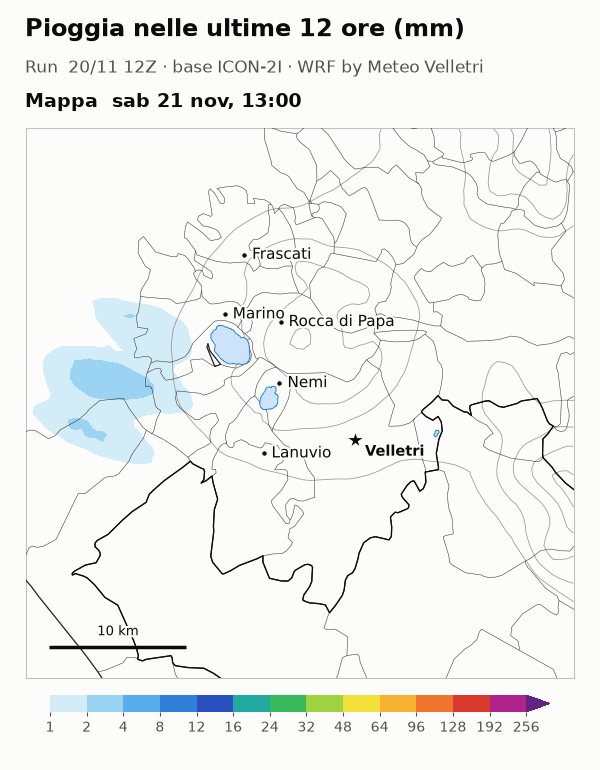 Pioggia nelle ultime 12 ore (mm)
Run  20/11 12Z · base ICON-2I · WRF by Meteo Velletri
Mappa  sab 21 nov, 13:00
Frascati
Marino
Rocca di Papa
Nemi
Velletri
Lanuvio
10 km
1 2 4 8 12 16 24 32 48 64 96 128 192 256